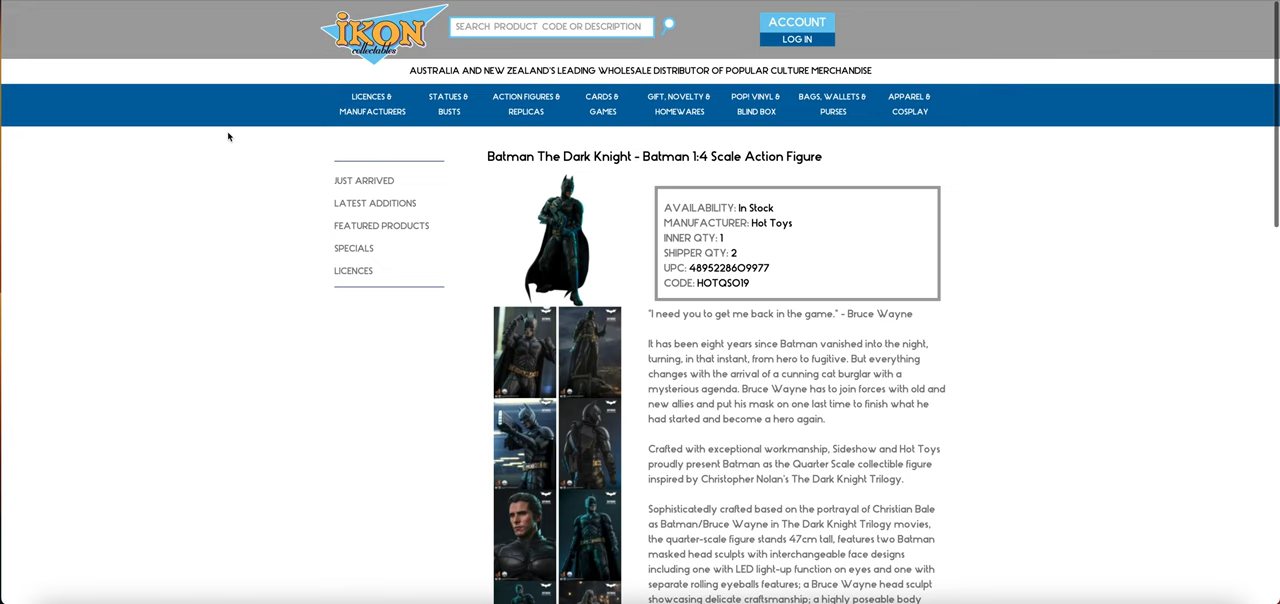 iKON
collectables
SEARCH PRODUCT CODE OR DESCRIPTION
ACCOUNT
LOG IN
AUSTRALIA AND NEW ZEALAND'S LEADING WHOLESALE DISTRIBUTOR OF POPULAR CULTURE MERCHANDISE
LICENCES &
MANUFACTURERS
STATUES &
BUSTS
ACTION FIGURES &
REPLICAS
CARDS &
GAMES
GIFT, NOVELTY &
HOMEWARES
POP! VINYL &
BLIND BOX
BAGS, WALLETS &
PURSES
APPAREL &
COSPLAY
JUST ARRIVED
LATEST ADDITIONS
FEATURED PRODUCTS
SPECIALS
LICENCES
Batman The Dark Knight - Batman 1:4 Scale Action Figure
AVAILABILITY: In Stock
MANUFACTURER: Hot Toys
INNER QTY: 1
SHIPPER QTY: 2
UPC: 4895228609977
CODE: HOTQS019
"I need you to get me back in the game." - Bruce Wayne
It has been eight years since Batman vanished into the night,
turning, in that instant, from hero to fugitive. But everything
changes with the arrival of a cunning cat burglar with a
mysterious agenda. Bruce Wayne has to join forces with old and
new allies and put his mask on one last time to finish what he
had started and become a hero again.
Crafted with exceptional workmanship, Sideshow and Hot Toys
proudly present Batman as the Quarter Scale collectible figure
inspired by Christopher Nolan's The Dark Knight Trilogy.
Sophisticatedly crafted based on the portrayal of Christian Bale
as Batman/Bruce Wayne in The Dark Knight Trilogy movies,
the quarter-scale figure stands 47cm tall, features two Batman
masked head sculpts with interchangeable face designs
including one with LED light-up function on eyes and one with
separate rolling eyeballs features; a Bruce Wayne head sculpt
showcasing delicate craftsmanship; a highly poseable body